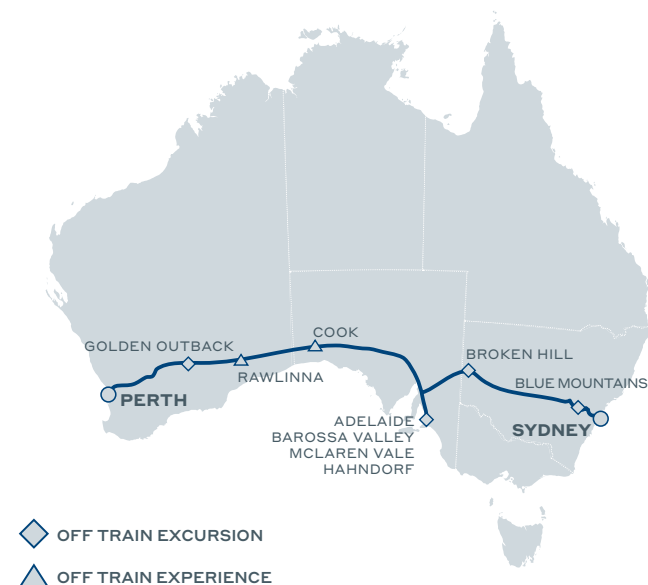 COOK
GOLDEN OUTBACK
BROKEN HILL
RAWLINNA
BLUE MOUNTAINS
PERTH
ADELAIDE
BAROSSA VALLEY
MCLAREN VALE
HAHNDORF
SYDNEY
OFF TRAIN EXCURSION
OFF TRAIN EXPERIENCE